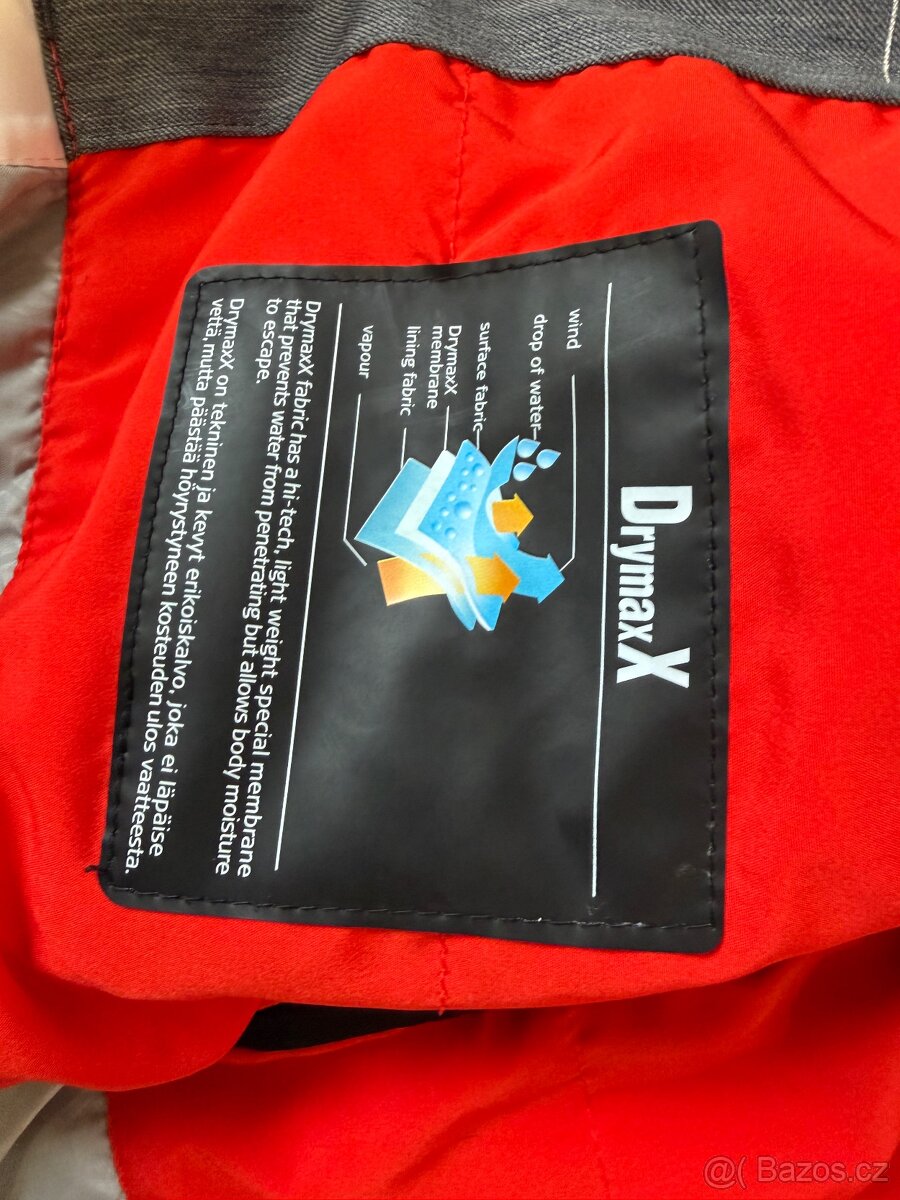 DrymaxX
wind
drop of water
surface fabric
DrymaxX
membrane
lining fabric
vapour
DrymaxX fabric has a hi-tech, light weight special membrane
that prevents water from penetrating but allows body moisture
to escape.
DrymaxX on tekninen ja kevyt erikoiskalvo, joka ei läpäise
vettä, mutta päästää höyrystyneen kosteuden ulos vaatteesta.
@( Bazos.cz